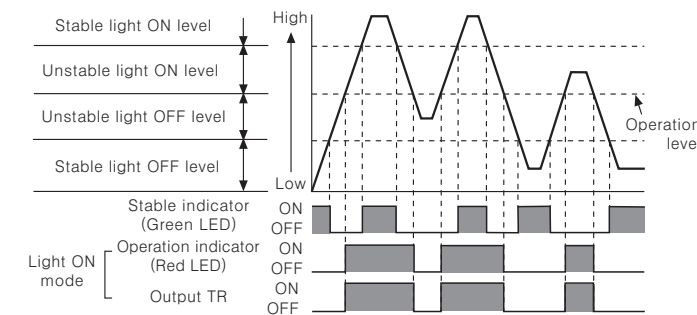 Stable light ON level
Unstable light ON level
Unstable light OFF level
Stable light OFF level
High
Low
Operation
level
Stable indicator
(Green LED)
ON
OFF
Light ON
mode
Operation indicator
(Red LED)
ON
OFF
Output TR
ON
OFF